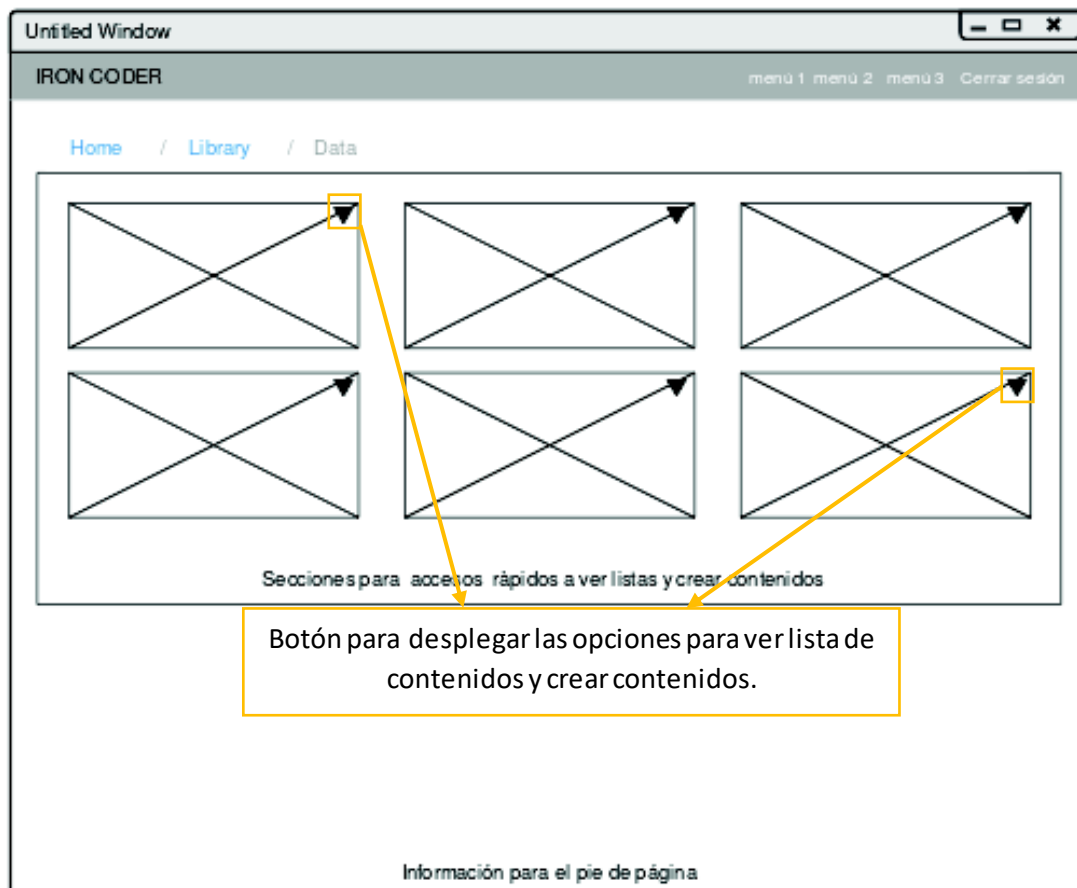 Untitled Window
IRON CODER
menú 1 menú 2 menú 3 Cerrar sesión
Home / Library / Data
Secciones para accesos ràpidos a ver listas y crear contenidos
Botón para desplegar las opciones para ver lista de
contenidos y crear contenidos.
Información para el pie de página